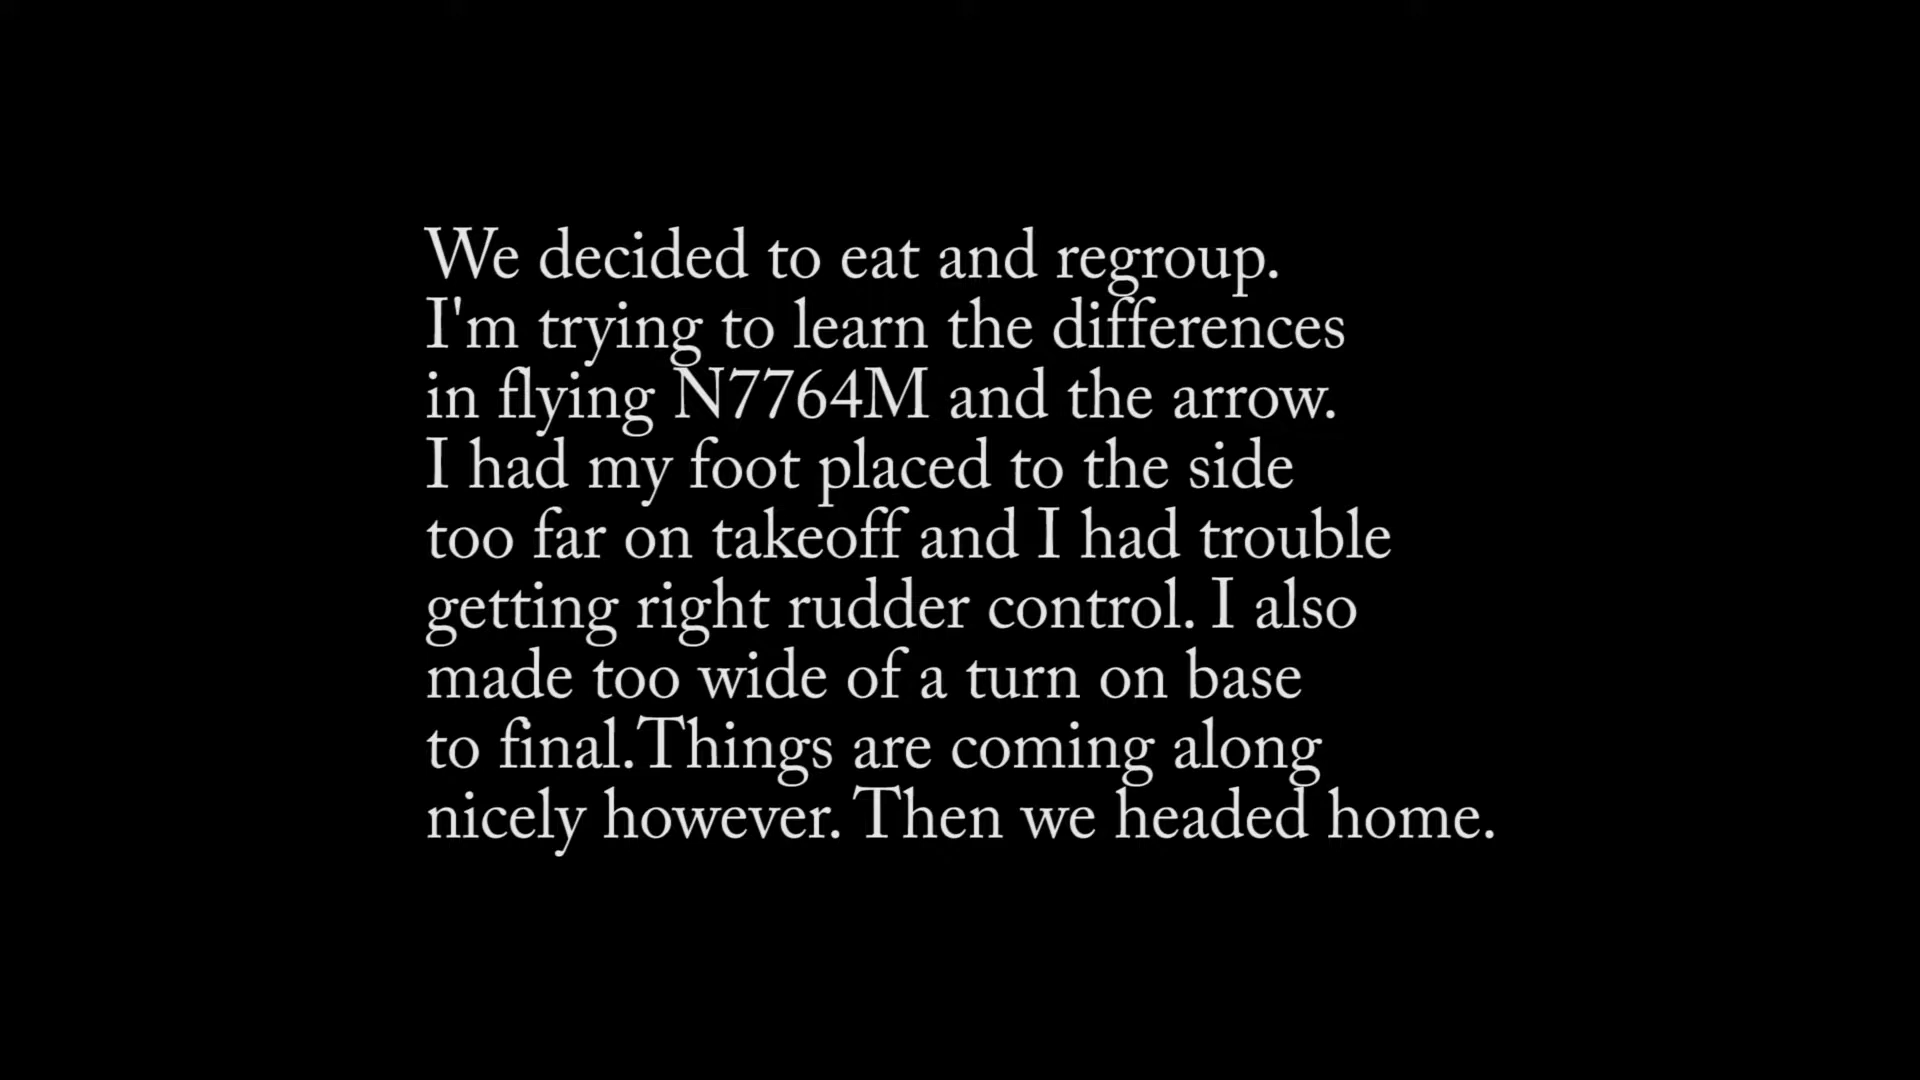 We decided to eat and regroup.
I'm trying to learn the differences
in flying N7764M and the arrow.
I had my foot placed to the side
too far on takeoff and I had trouble
getting right rudder control. I also
made too wide of a turn on base
to final.Things are coming along
nicely however. Then we headed home.